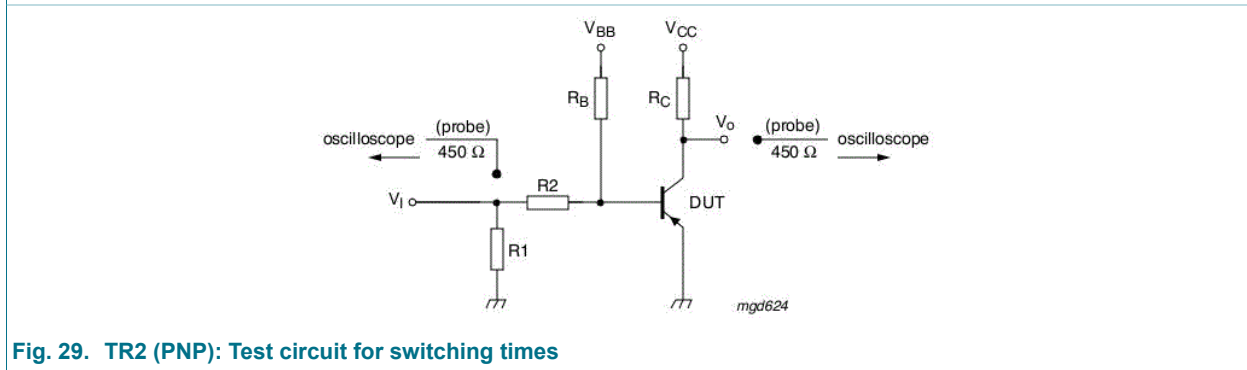 VBB
VCC
RB
RC
Vo
(probe)
450 Ω
oscilloscope
(probe)
450 Ω
oscilloscope
R2
VI
DUT
R1
mgd624
Fig. 29. TR2 (PNP): Test circuit for switching times